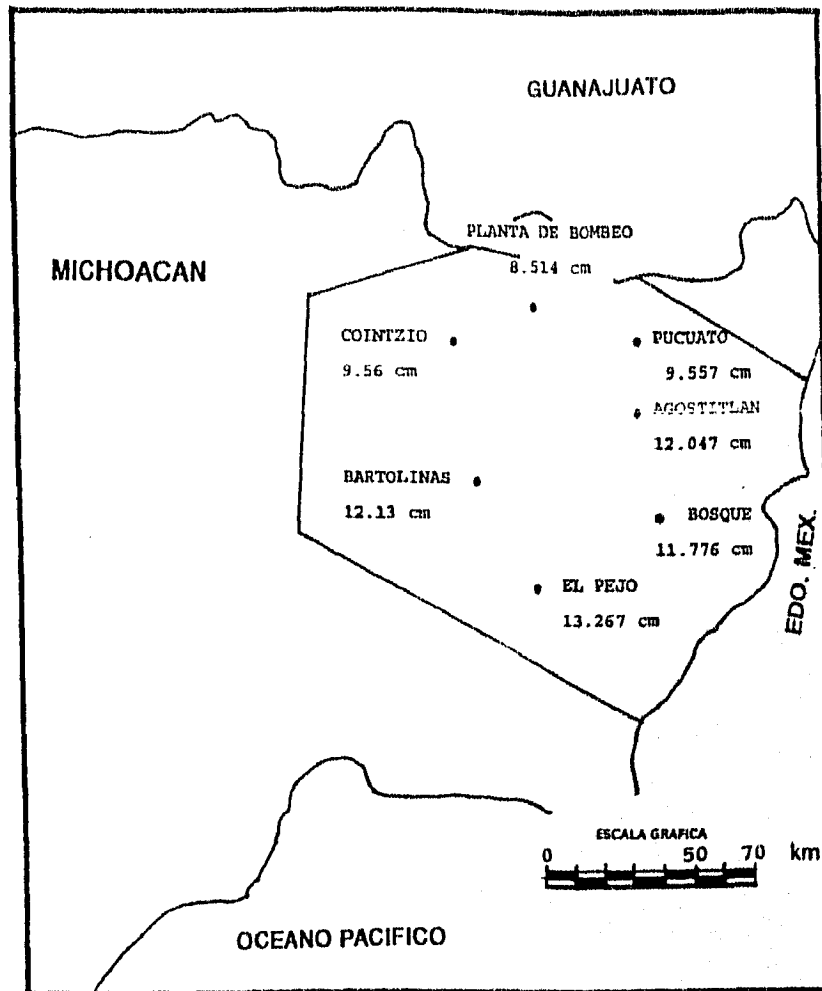 GUANAJUATO
PLANTA DE BOMBEO
8.514 cm
MICHOACAN
COINTZIO
9.56 cm
PUCUATO
9.557 cm
AGOSTITLAN
12.047 cm
BARTOLINAS
12.13 cm
BOSQUE
11.776 cm
EDO. MEX.
EL PEJO
13.267 cm
ESCALA GRAFICA
0 50 70 km
OCEANO PACIFICO